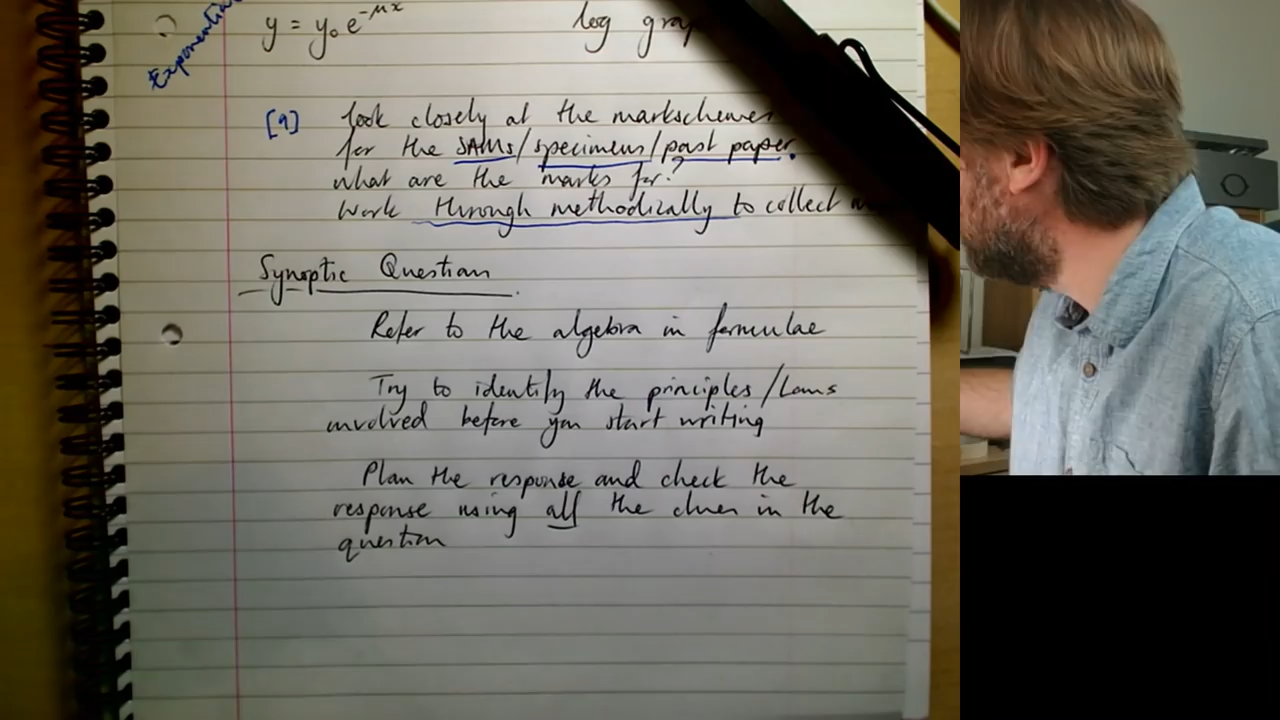 Exponential
y = y₀ e^{-μx} log grap
[9] look closely at the markschemes
for the SAMs/specimens/past paper.
what are the marks for?
Work through methodically to collect
Synoptic Question
Refer to the algebra in formulae
Try to identify the principles/Laws
involved before you start writing
Plan the response and check the
response using all the clues in the
question